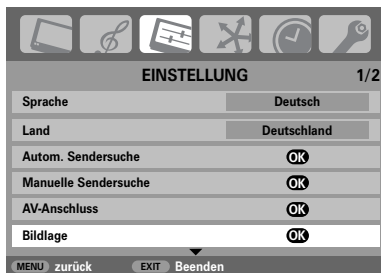 EINSTELLUNG 1/2
Sprache Deutsch
Land Deutschland
Autom. Sendersuche OK
Manuelle Sendersuche OK
AV-Anschluss OK
Bildlage OK
MENU zurück EXIT Beenden